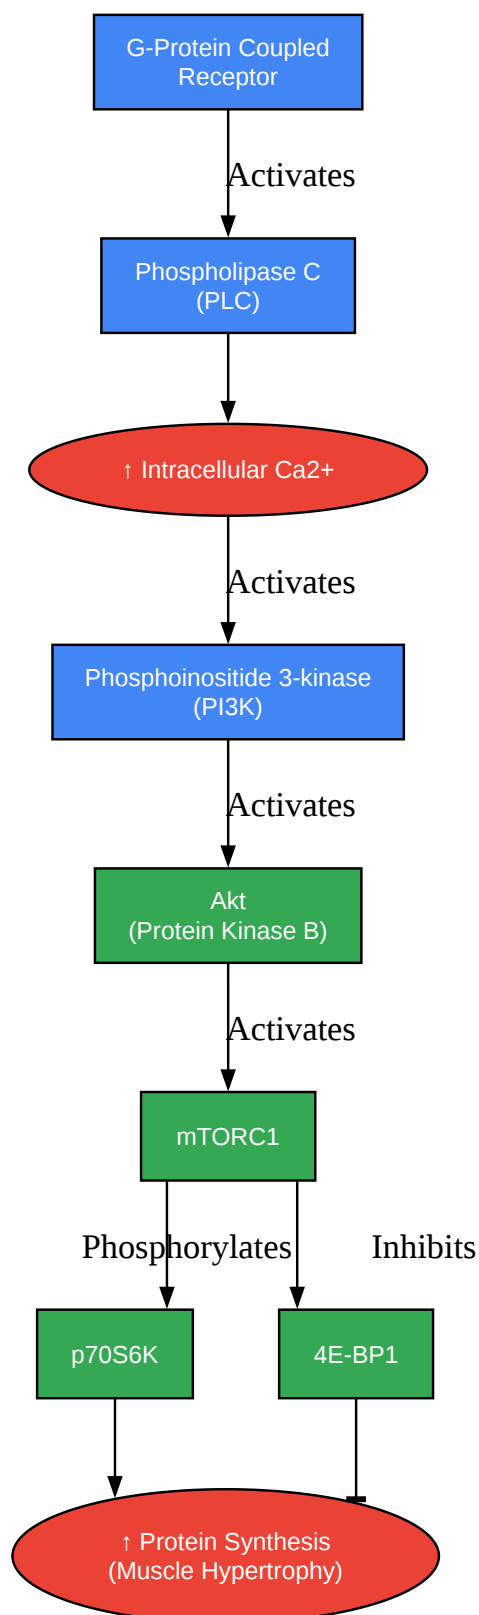 G-Protein Coupled
Receptor
Activates
Phospholipase C
(PLC)
↑ Intracellular Ca2+
Activates
Phosphoinositide 3-kinase
(PI3K)
Activates
Akt
(Protein Kinase B)
Activates
mTORC1
Phosphorylates
Inhibits
p70S6K
4E-BP1
↑ Protein Synthesis
(Muscle Hypertrophy)